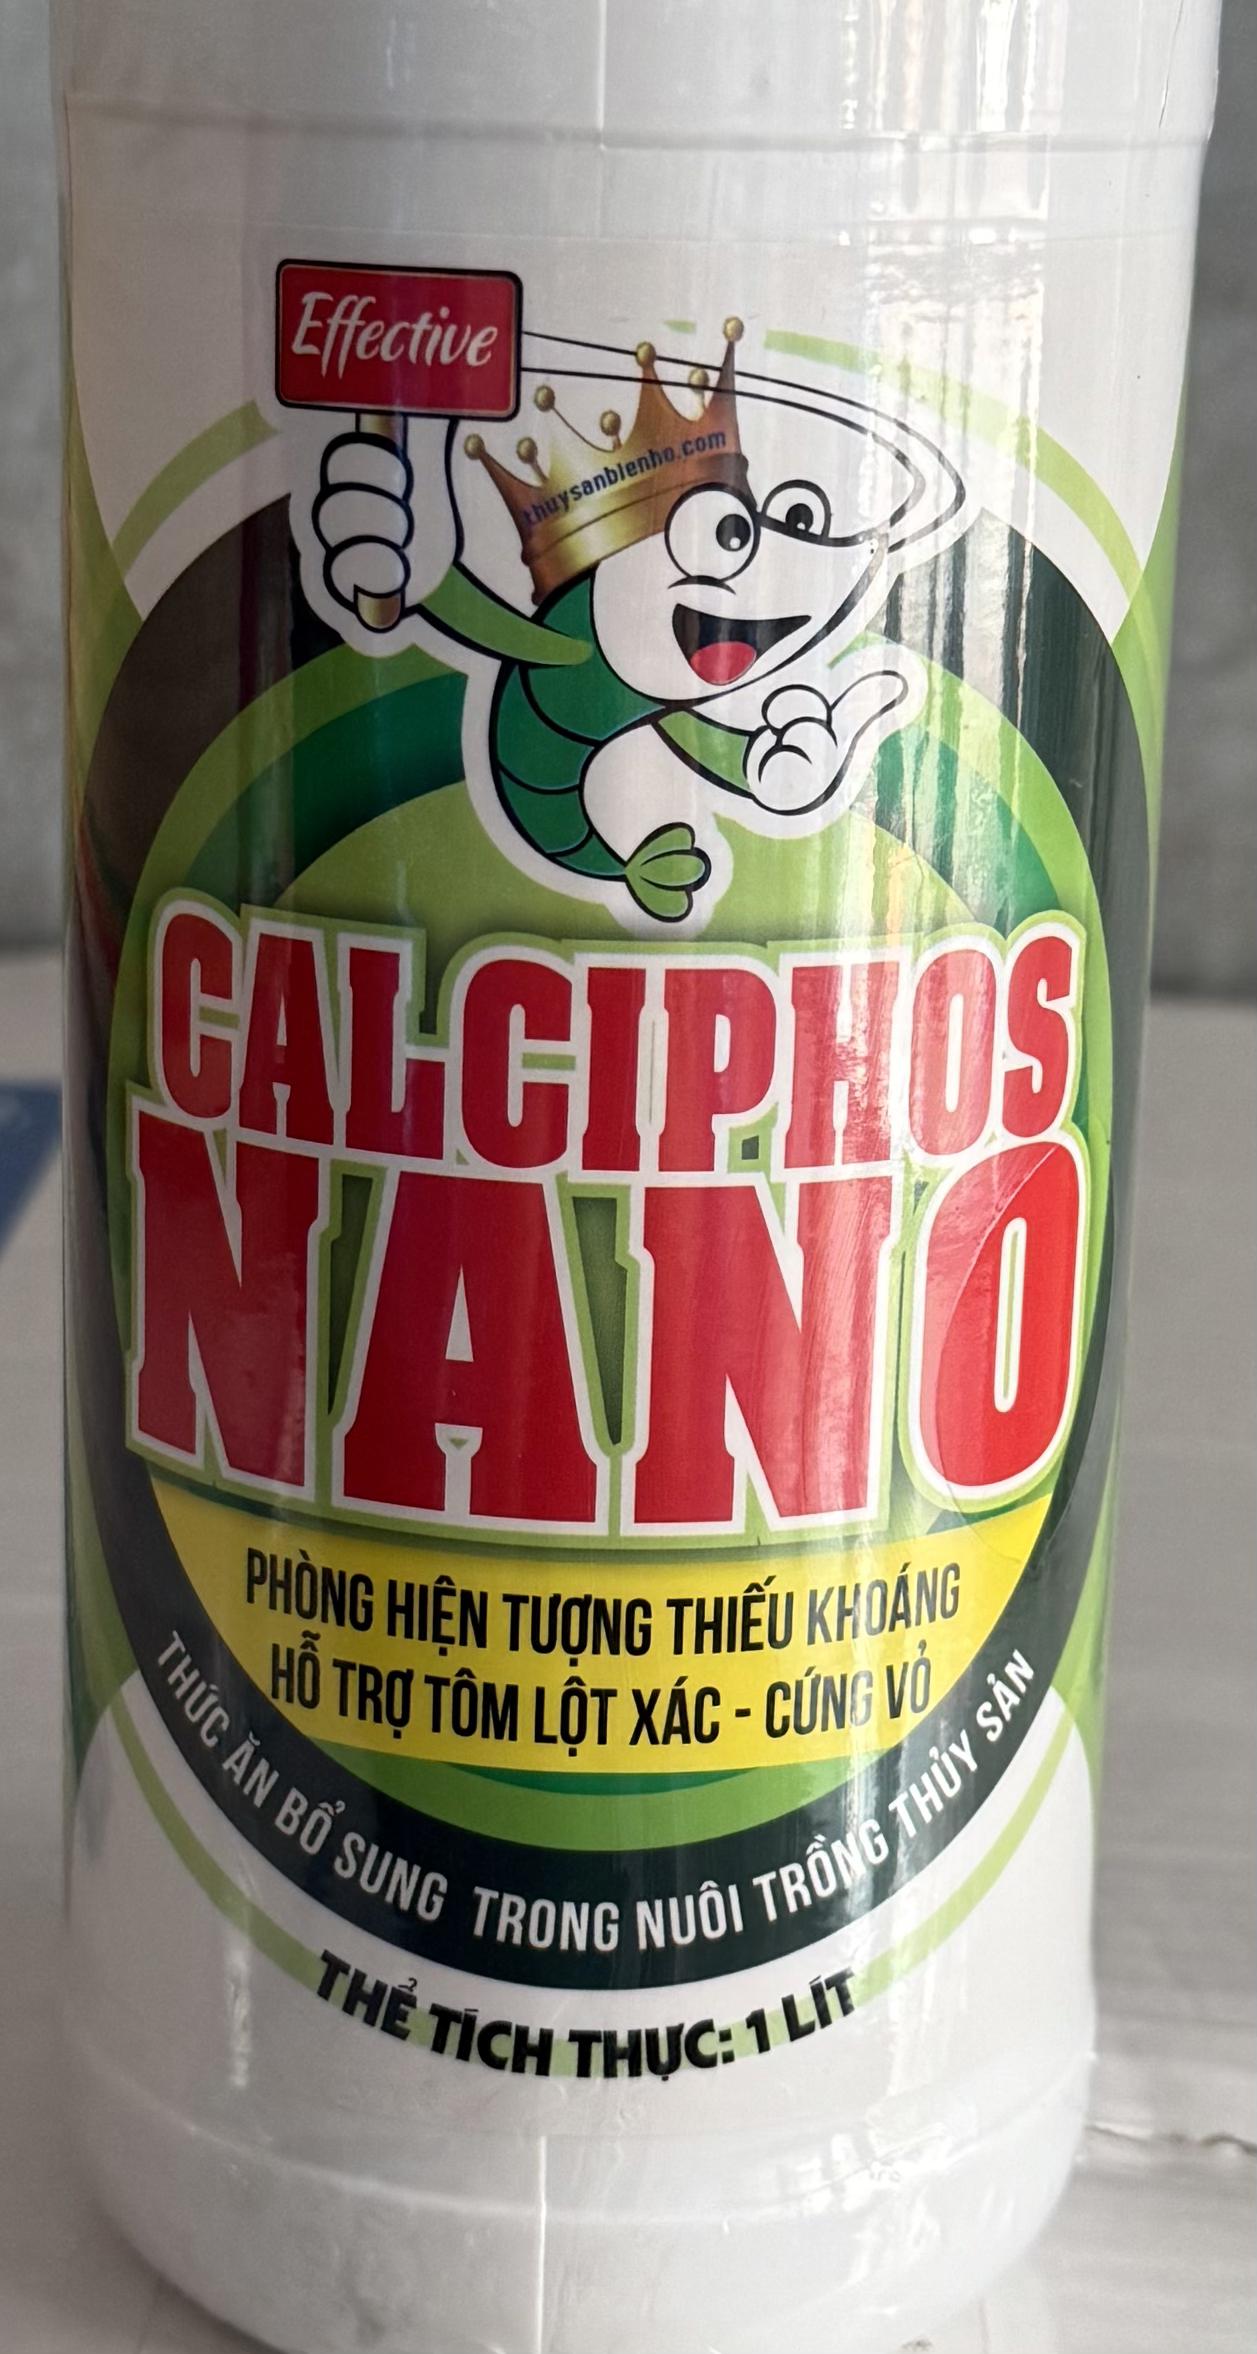 Effective
thuysanbienho.com
CALCIPHOS
NANO
PHÒNG HIỆN TƯỢNG THIẾU KHOÁNG
HỖ TRỢ TÔM LỘT XÁC - CỨNG VỎ
THỨC ĂN BỔ SUNG TRONG NUÔI TRỒNG THỦY SẢN
THỂ TÍCH THỰC: 1 LÍT